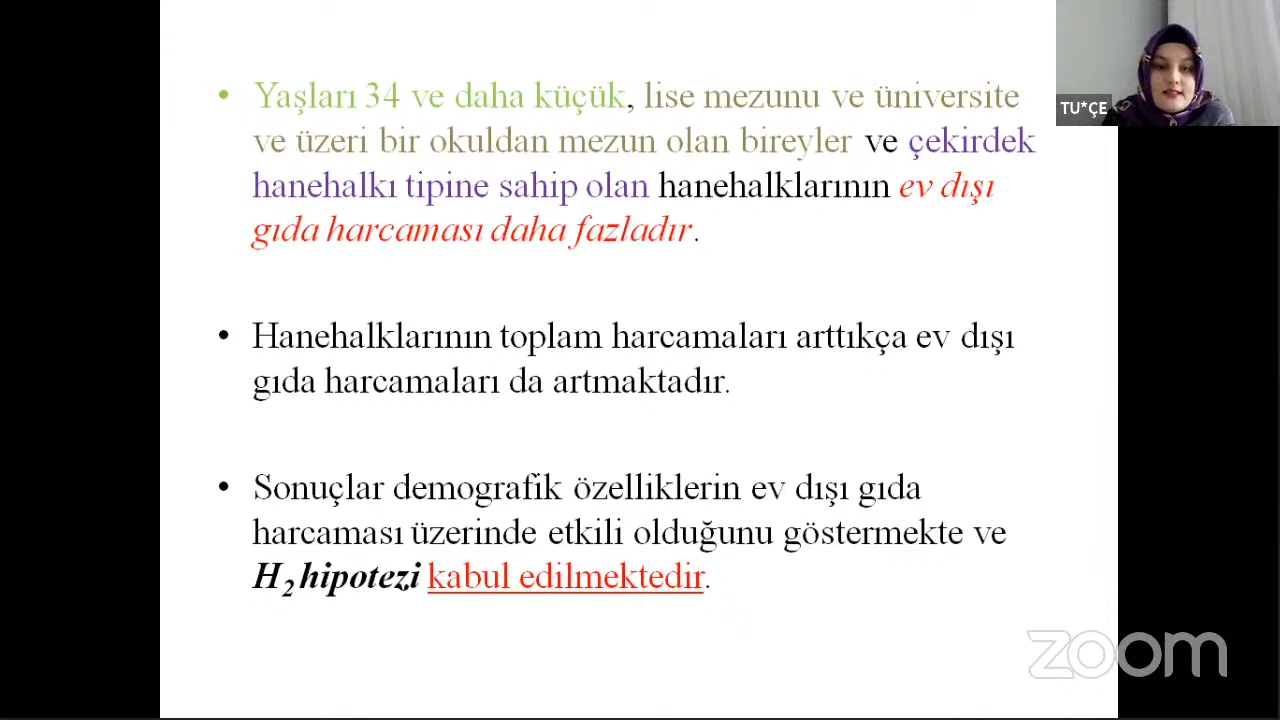 • Yaşları 34 ve daha küçük, lise mezunu ve üniversite
ve üzeri bir okuldan mezun olan bireyler ve çekirdek
hanehalkı tipine sahip olan hanehalklarının ev dışı
gıda harcaması daha fazladır.
• Hanehalklarının toplam harcamaları arttıkça ev dışı
gıda harcamaları da artmaktadır.
• Sonuçlar demografik özelliklerin ev dışı gıda
harcaması üzerinde etkili olduğunu göstermekte ve
H2 hipotezi kabul edilmektedir.
TU*ÇE
zoom